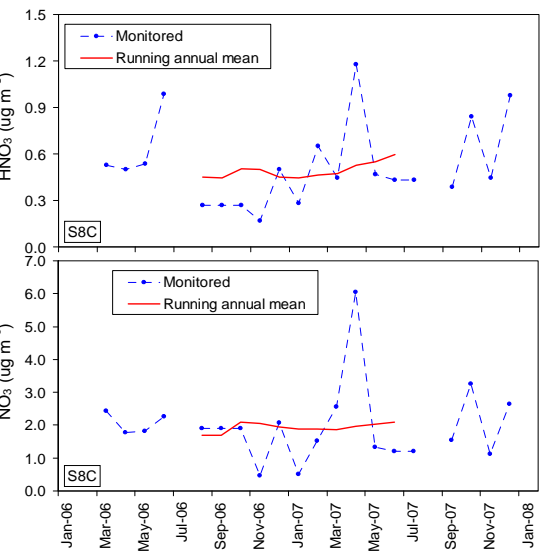 1.5
1.2
0.9
0.6
0.3
0.0
HNO₃ (ug m⁻
Monitored
Running annual mean
S8C
7.0
6.0
5.0
4.0
3.0
2.0
1.0
0.0
NO₃ (ug m⁻
Monitored
Running annual mean
S8C
Jan-06
Mar-06
May-06
Jul-06
Sep-06
Nov-06
Jan-07
Mar-07
May-07
Jul-07
Sep-07
Nov-07
Jan-08